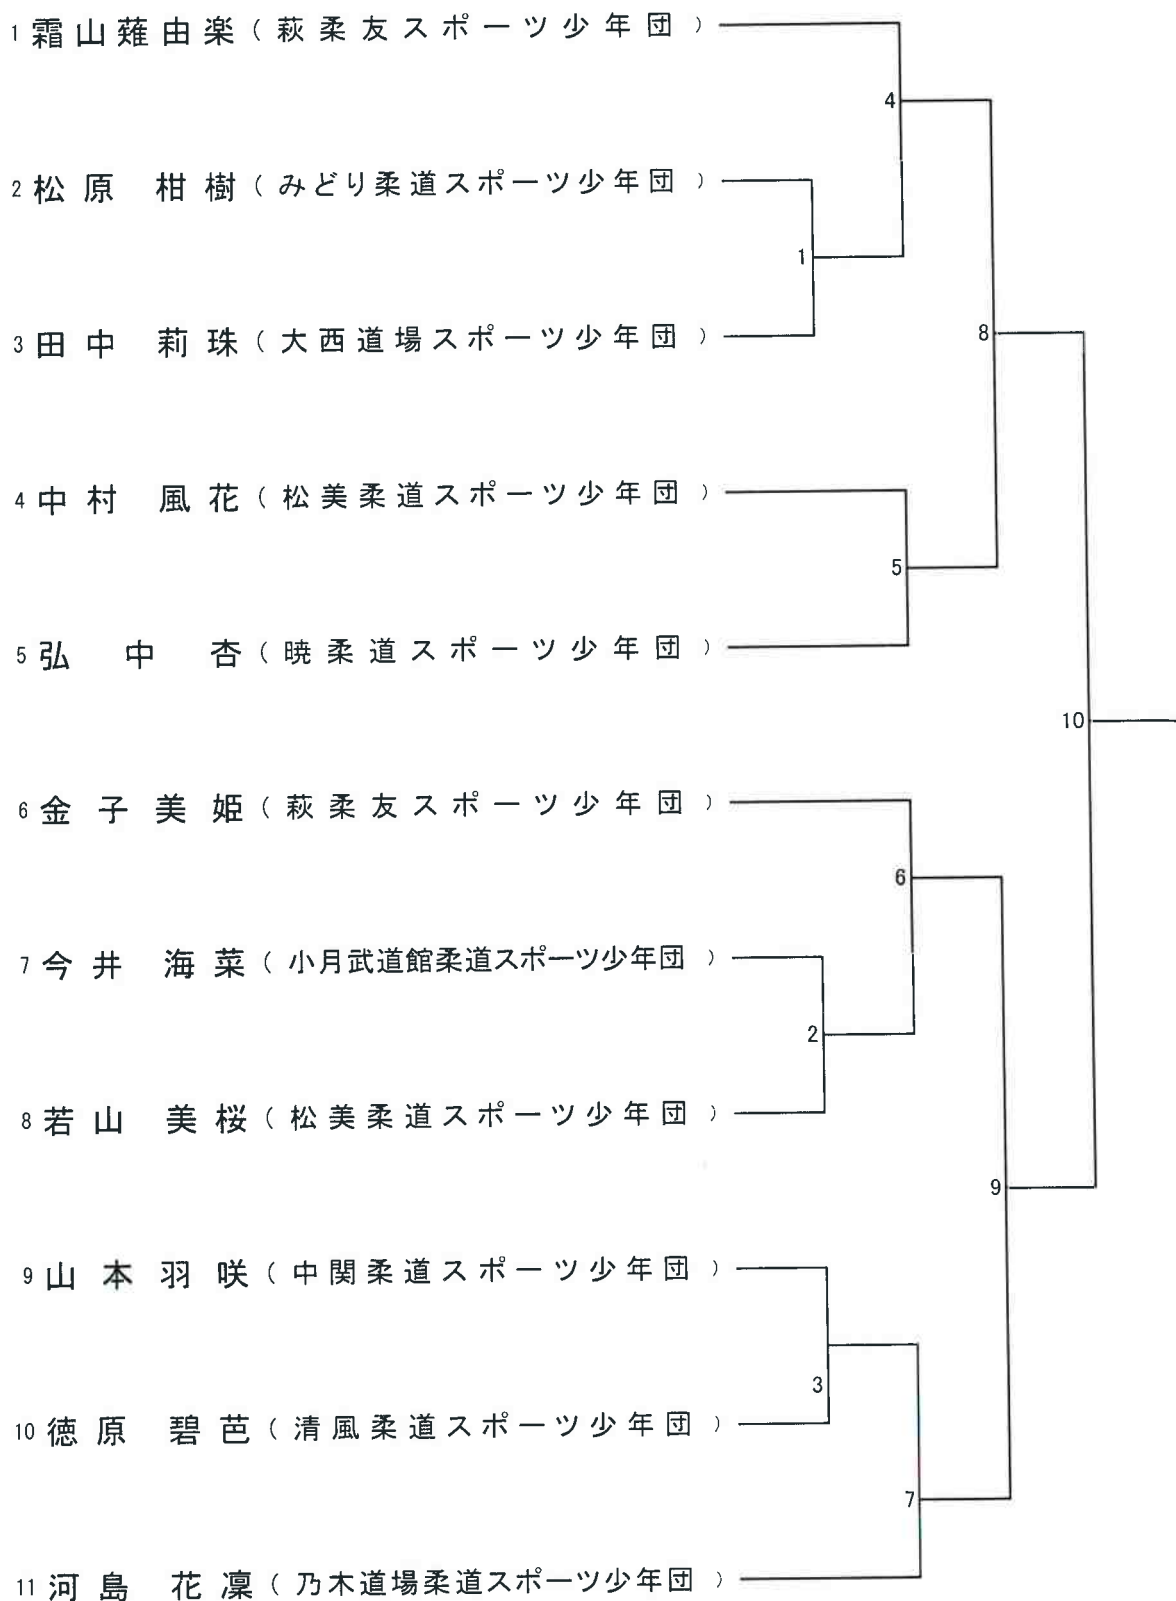 1 霜山薙由楽（萩柔友スポーツ少年団）
4
2 松原 柑樹（みどり柔道スポーツ少年団）
1
3 田中 莉珠（大西道場スポーツ少年団）
8
4 中村 風花（松美柔道スポーツ少年団）
5
5 弘中 杏（暁柔道スポーツ少年団）
10
6 金子美姫（萩柔友スポーツ少年団）
6
7 今井 海菜（小月武道館柔道スポーツ少年団）
2
8 若山 美桜（松美柔道スポーツ少年団）
9
9 山本羽咲（中関柔道スポーツ少年団）
3
10 徳原 碧芭（清風柔道スポーツ少年団）
7
11 河島 花凜（乃木道場柔道スポーツ少年団）